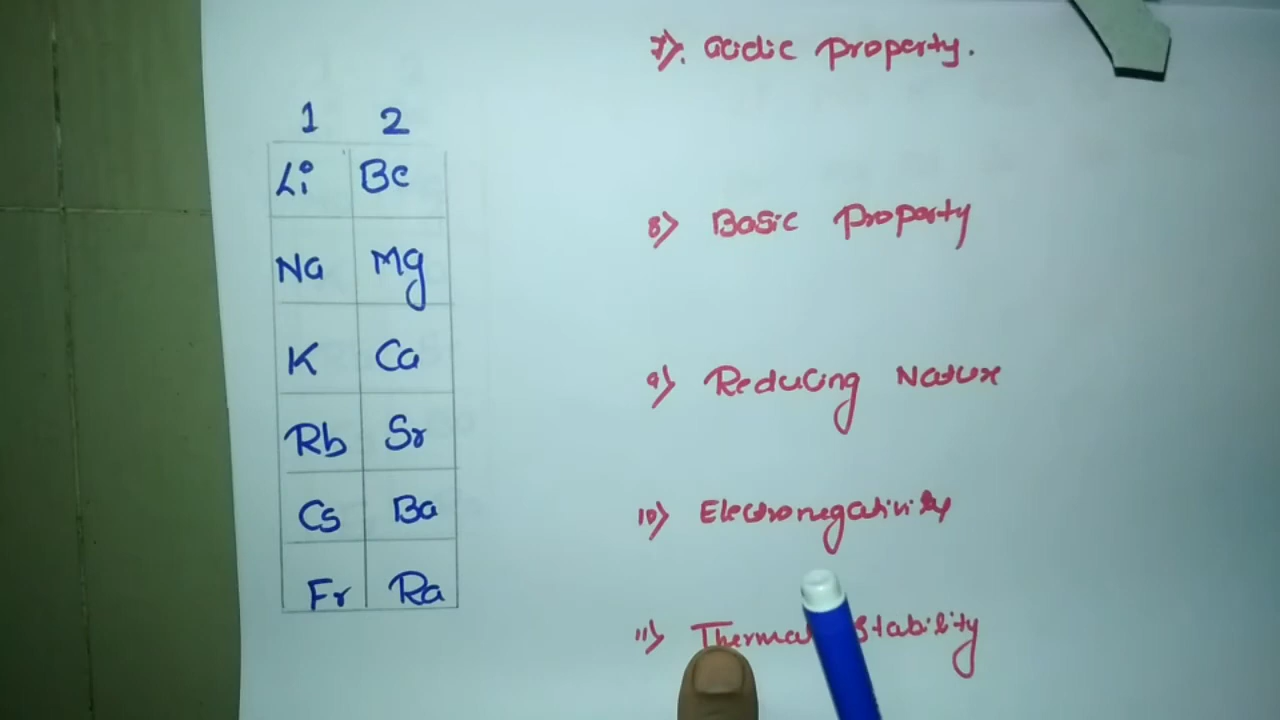 1 2
Li Be
Na Mg
K Ca
Rb Sr
Cs Ba
Fr Ra
7). acidic property.
8) Basic Property
9) Reducing Nature
10) Electronegativity
11) Thermal Stability